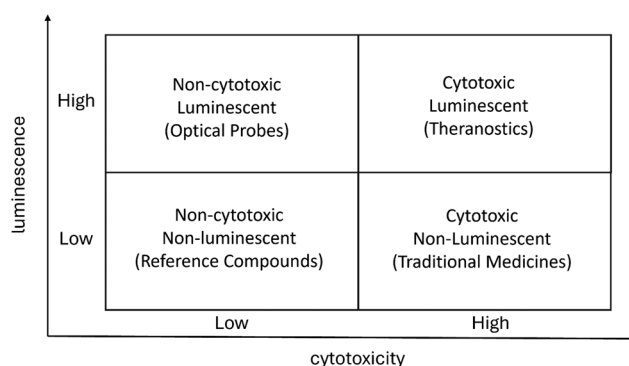 luminescence
High
Non-cytotoxic
Luminescent
(Optical Probes)
Cytotoxic
Luminescent
(Theranostics)
Low
Non-cytotoxic
Non-luminescent
(Reference Compounds)
Cytotoxic
Non-Luminescent
(Traditional Medicines)
Low
High
cytotoxicity